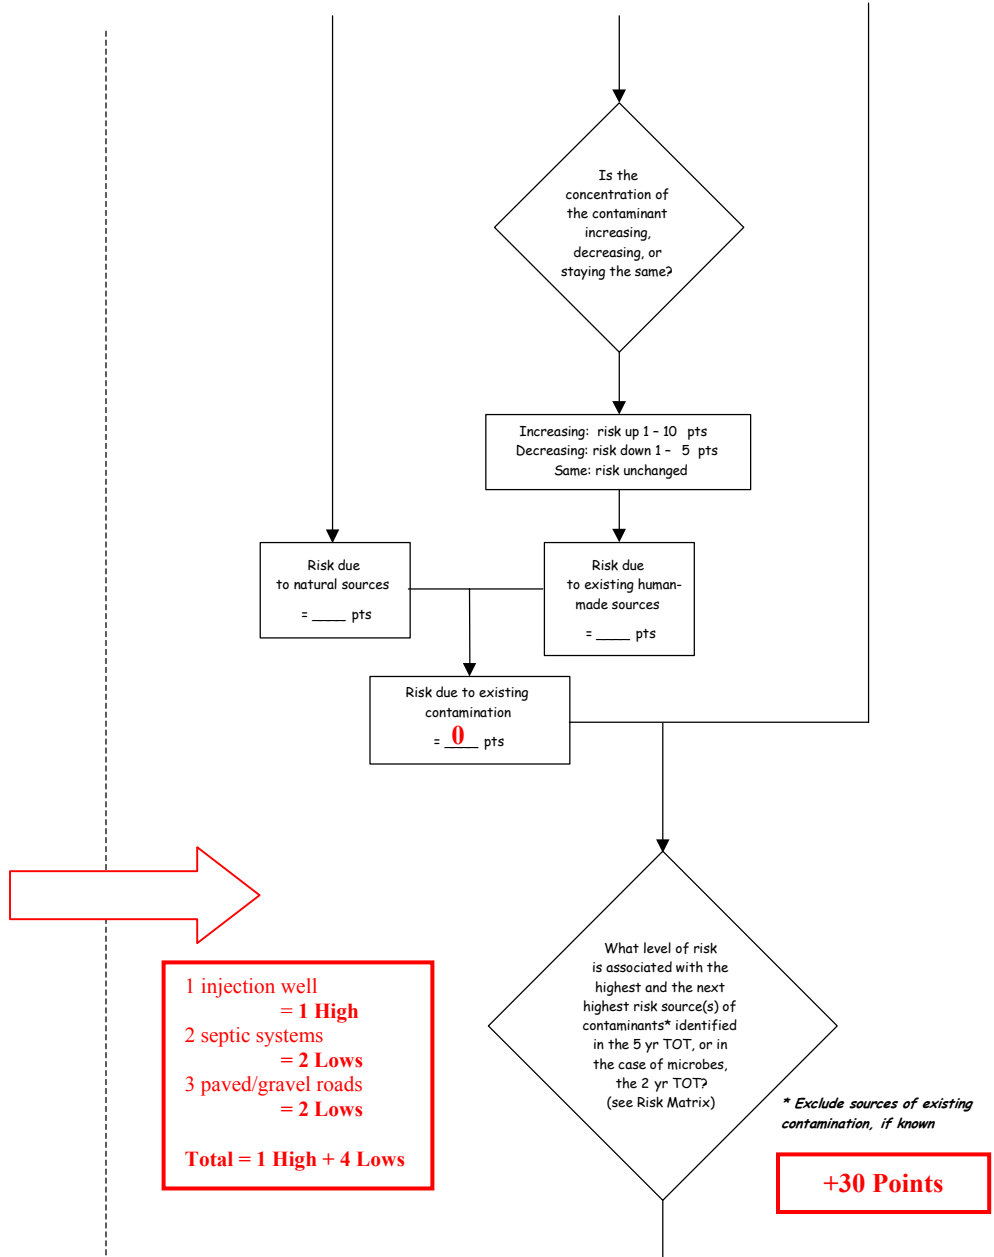 Is the
concentration of
the contaminant
increasing,
decreasing, or
staying the same?
Increasing: risk up 1 – 10 pts
Decreasing: risk down 1 – 5 pts
Same: risk unchanged
Risk due
to natural sources
= ____ pts
Risk due
to existing human-
made sources
= ____ pts
Risk due to existing
contamination
= __0__ pts
1 injection well
= 1 High
2 septic systems
= 2 Lows
3 paved/gravel roads
= 2 Lows
Total = 1 High + 4 Lows
What level of risk
is associated with the
highest and the next
highest risk source(s) of
contaminants* identified
in the 5 yr TOT, or in
the case of microbes,
the 2 yr TOT?
(see Risk Matrix)
* Exclude sources of existing
contamination, if known
+30 Points